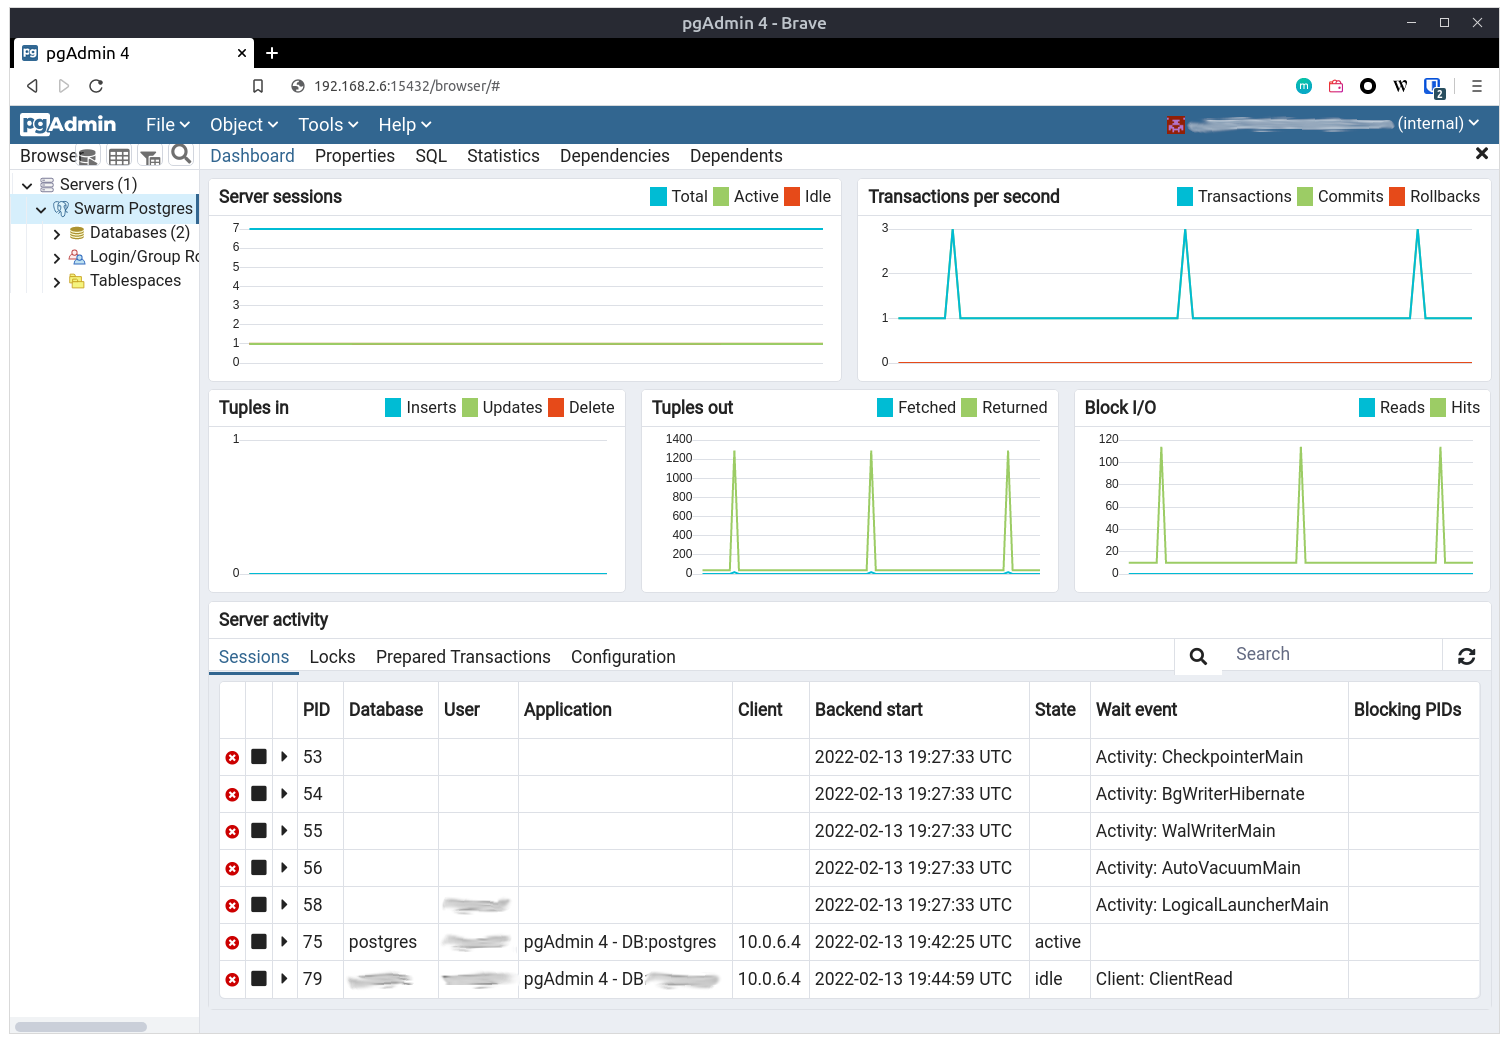 pgAdmin 4 - Brave
pg pgAdmin 4
192.168.2.6:15432/browser/#
m W 2
pgAdmin File Object Tools Help (internal)
Browse
Dashboard Properties SQL Statistics Dependencies Dependents
Servers (1)
Swarm Postgres
Databases (2)
Login/Group Ro
Tablespaces
Server sessions Total Active Idle
7
6
5
4
3
2
1
0
Transactions per second Transactions Commits Rollbacks
3
2
1
0
Tuples in Inserts Updates Delete
1
0
Tuples out Fetched Returned
1400
1200
1000
800
600
400
200
0
Block I/O Reads Hits
120
100
80
60
40
20
0
Server activity
Sessions Locks Prepared Transactions Configuration Search
PID Database User Application Client Backend start State Wait event Blocking PIDs
53 2022-02-13 19:27:33 UTC Activity: CheckpointerMain
54 2022-02-13 19:27:33 UTC Activity: BgWriterHibernate
55 2022-02-13 19:27:33 UTC Activity: WalWriterMain
56 2022-02-13 19:27:33 UTC Activity: AutoVacuumMain
58 2022-02-13 19:27:33 UTC Activity: LogicalLauncherMain
75 postgres pgAdmin 4 - DB:postgres 10.0.6.4 2022-02-13 19:42:25 UTC active
79 pgAdmin 4 - DB: 10.0.6.4 2022-02-13 19:44:59 UTC idle Client: ClientRead